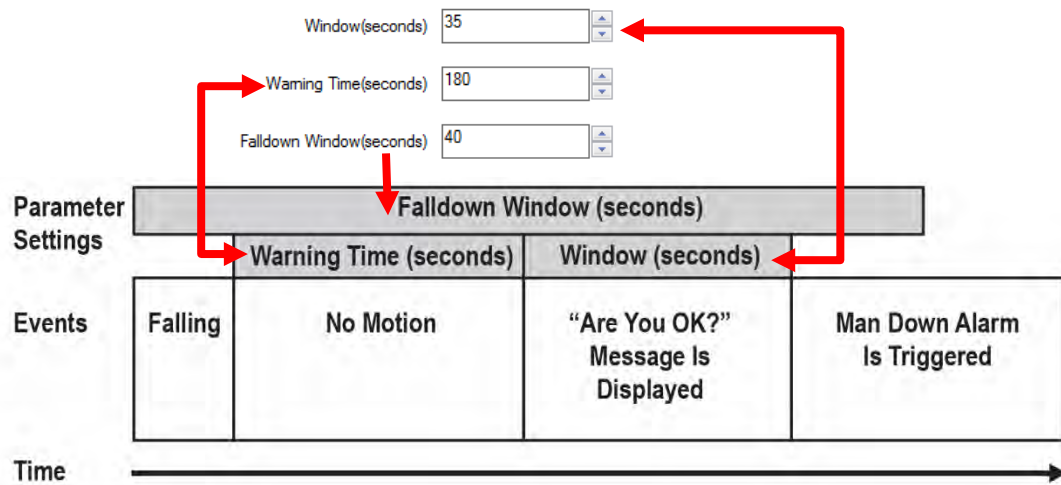 Window(seconds) 35
Warning Time(seconds) 180
Falldown Window(seconds) 40
Parameter
Settings
Falldown Window (seconds)
Warning Time (seconds)
Window (seconds)
Events
Falling
No Motion
“Are You OK?”
Message Is
Displayed
Man Down Alarm
Is Triggered
Time